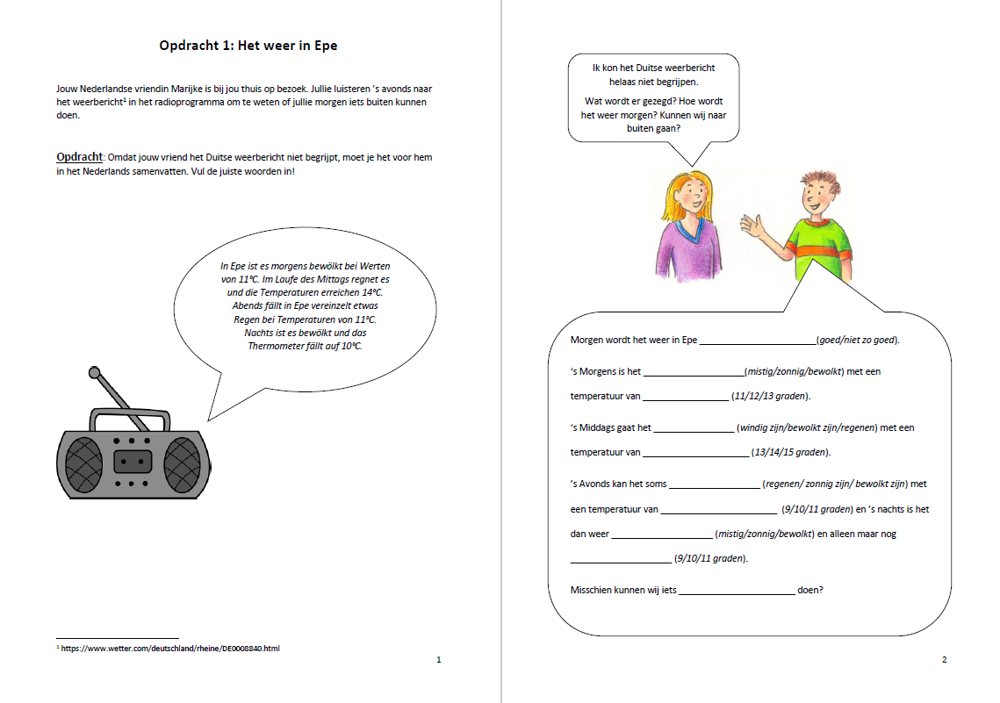 Opdracht 1: Het weer in Epe
Jouw Nederlandse vriendin Marijke is bij jou thuis op bezoek. Jullie luisteren ’s avonds naar
het weerbericht¹ in het radioprogramma om te weten of jullie morgen iets buiten kunnen
doen.
Opdracht: Omdat jouw vriend het Duitse weerbericht niet begrijpt, moet je het voor hem
in het Nederlands samenvatten. Vul de juiste woorden in!
In Epe ist es morgens bewölkt bei Werten
von 11°C. Im Laufe des Mittags regnet es
und die Temperaturen erreichen 14°C.
Abends fällt in Epe vereinzelt etwas
Regen bei Temperaturen von 11°C.
Nachts ist es bewölkt und das
Thermometer fällt auf 10°C.
¹ https://www.wetter.com/deutschland/rheine/DE0008840.html
1
Ik kon het Duitse weerbericht
helaas niet begrijpen.
Wat wordt er gezegd? Hoe wordt
het weer morgen? Kunnen wij naar
buiten gaan?
Morgen wordt het weer in Epe ______________________(goed/niet zo goed).
‘s Morgens is het ___________________(mistig/zonnig/bewolkt) met een
temperatuur van ________________ (11/12/13 graden).
‘s Middags gaat het _______________ (windig zijn/bewolkt zijn/regenen) met een
temperatuur van ____________________ (13/14/15 graden).
’s Avonds kan het soms _________________ (regenen/ zonnig zijn/ bewolkt zijn) met
een temperatuur van ______________________ (9/10/11 graden) en ’s nachts is het
dan weer ___________________ (mistig/zonnig/bewolkt) en alleen maar nog
___________________ (9/10/11 graden).
Misschien kunnen wij iets ______________________ doen?
2